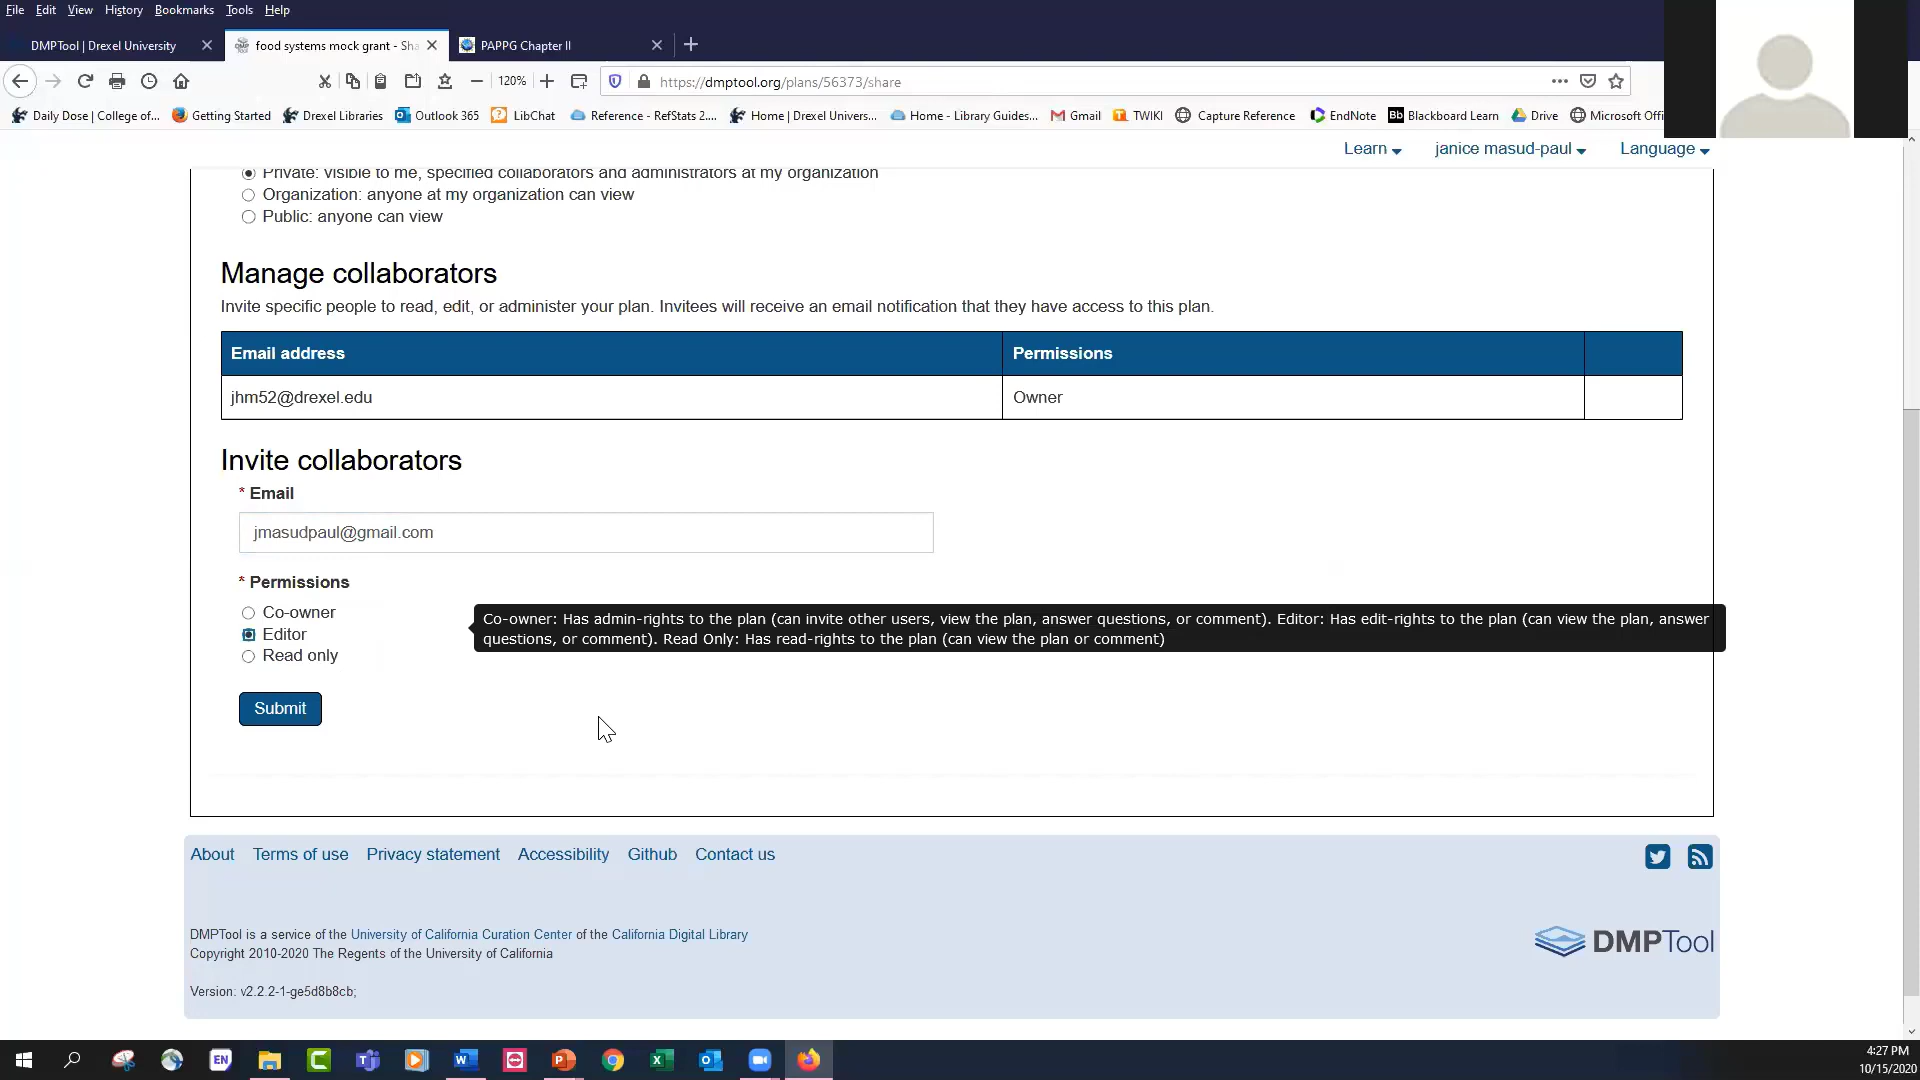 File Edit View History Bookmarks Tools Help
DMPTool | Drexel University
food systems mock grant - Sha
PAPPG Chapter II
120%
https://dmptool.org/plans/56373/share
Daily Dose | College of... Getting Started Drexel Libraries Outlook 365 LibChat Reference - RefStats 2.... Home | Drexel Univers... Home - Library Guides... Gmail TWIKI Capture Reference EndNote Bb Blackboard Learn Drive Microsoft Offi
Learn janice masud-paul Language
Private: visible to me, specified collaborators and administrators at my organization
Organization: anyone at my organization can view
Public: anyone can view
Manage collaborators
Invite specific people to read, edit, or administer your plan. Invitees will receive an email notification that they have access to this plan.
Email address Permissions
jhm52@drexel.edu Owner
Invite collaborators
* Email
jmasudpaul@gmail.com
* Permissions
Co-owner
Editor
Read only
Co-owner: Has admin-rights to the plan (can invite other users, view the plan, answer questions, or comment). Editor: Has edit-rights to the plan (can view the plan, answer
questions, or comment). Read Only: Has read-rights to the plan (can view the plan or comment)
Submit
About Terms of use Privacy statement Accessibility Github Contact us
DMPTool is a service of the University of California Curation Center of the California Digital Library
Copyright 2010-2020 The Regents of the University of California
DMPTool
Version: v2.2.2-1-ge5d8b8cb;
EN
4:27 PM
10/15/2020